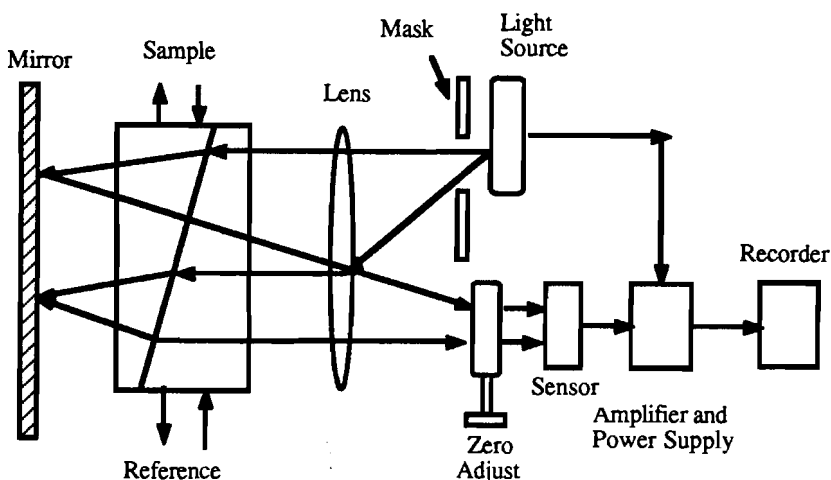 Mirror
Sample
Lens
Mask
Light
Source
Recorder
Sensor
Amplifier and
Power Supply
Zero
Adjust
Reference